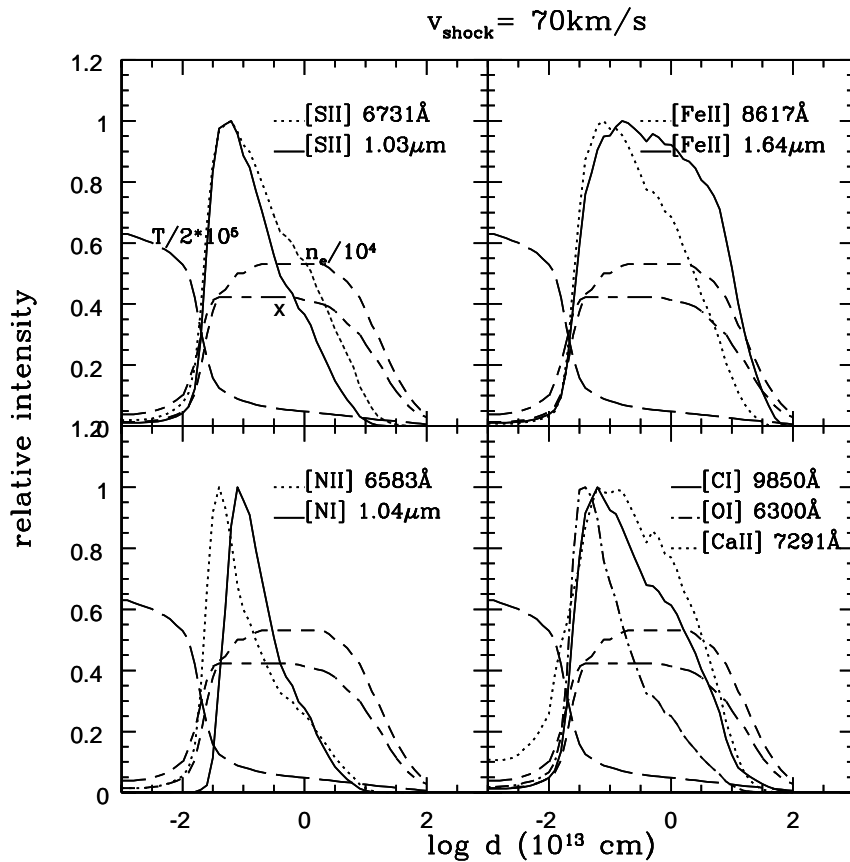 v_shock = 70km/s
1.2
[SII] 6731Å
[FeII] 8617Å
1
[SII] 1.03μm
[FeII] 1.64μm
0.8
T/2*10⁵
n_e/10⁴
0.6
0.4
x
0.2
0
1.2
[NII] 6583Å
[CI] 9850Å
1
[NI] 1.04μm
[OI] 6300Å
[CaII] 7291Å
0.8
0.6
0.4
0.2
0
-2 0 2 -2 0 2
log d (10¹³ cm)
relative intensity